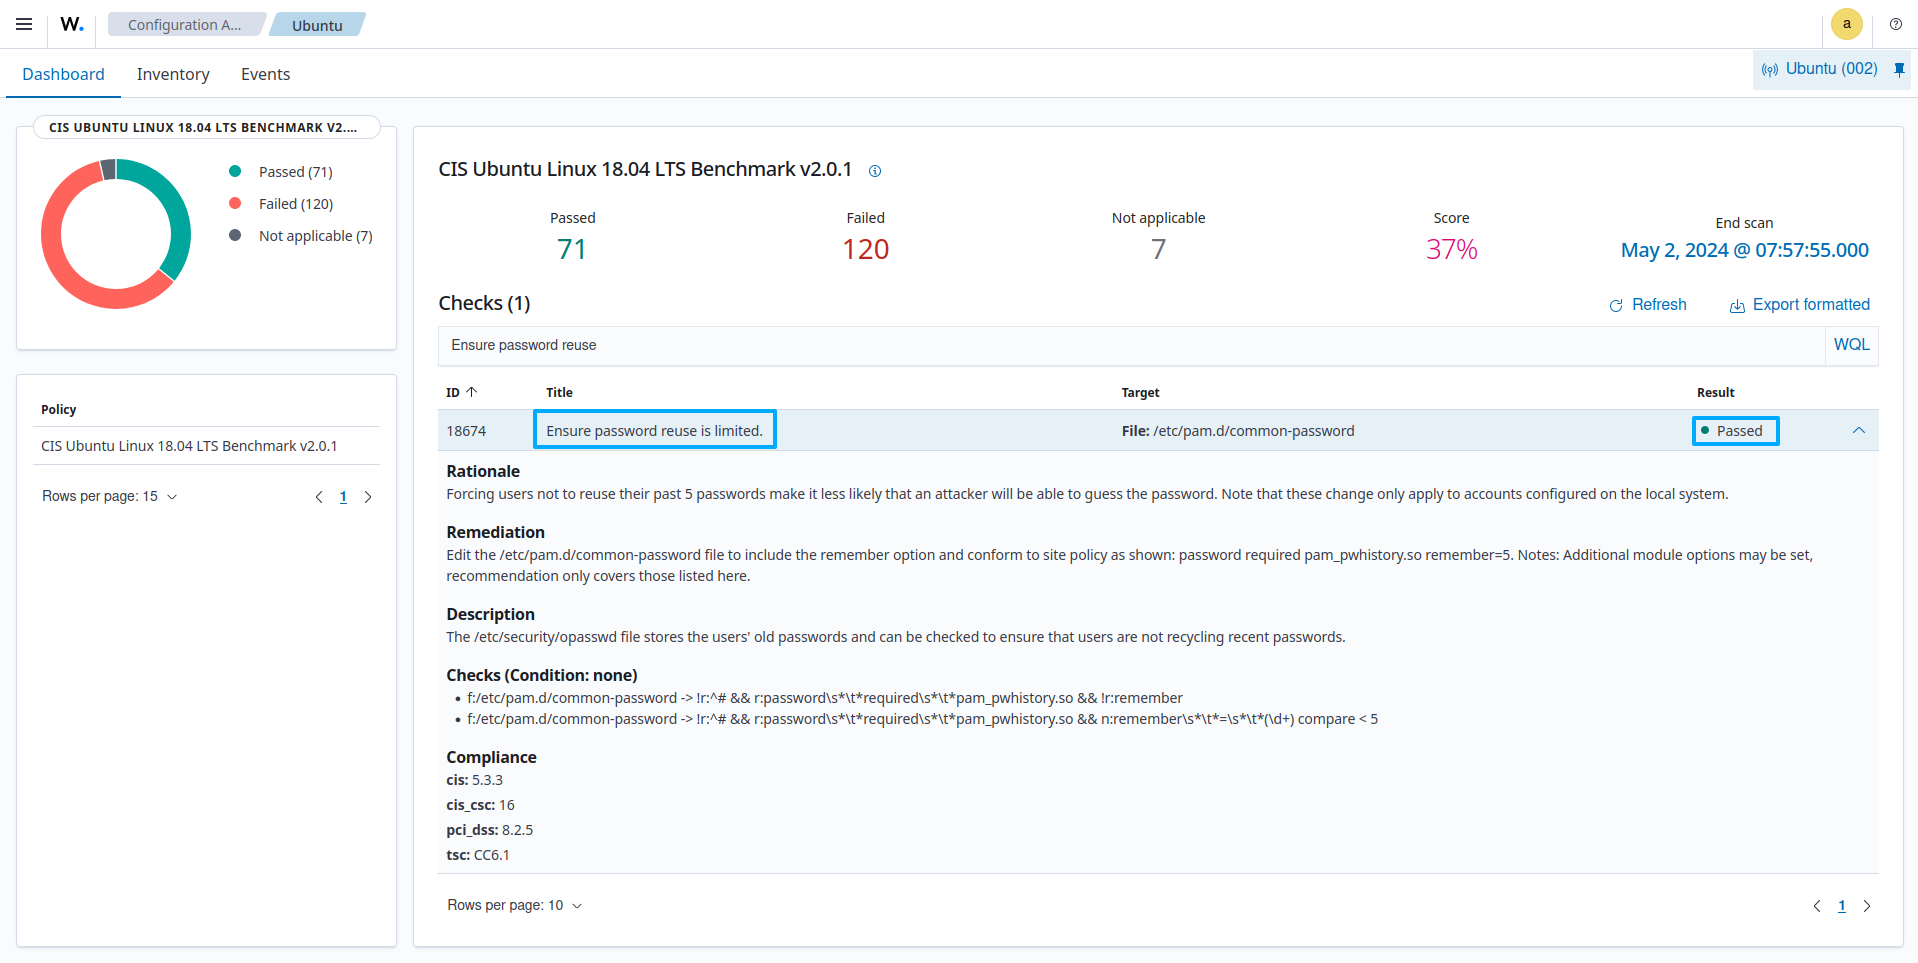 W.
Configuration A...
Ubuntu
a
Dashboard
Inventory
Events
Ubuntu (002)
CIS UBUNTU LINUX 18.04 LTS BENCHMARK V2....
Passed (71)
Failed (120)
Not applicable (7)
Policy
CIS Ubuntu Linux 18.04 LTS Benchmark v2.0.1
Rows per page: 15
1
CIS Ubuntu Linux 18.04 LTS Benchmark v2.0.1
Passed
71
Failed
120
Not applicable
7
Score
37%
End scan
May 2, 2024 @ 07:57:55.000
Checks (1)
Refresh
Export formatted
Ensure password reuse
WQL
ID
Title
Target
Result
18674
Ensure password reuse is limited.
File: /etc/pam.d/common-password
Passed
Rationale
Forcing users not to reuse their past 5 passwords make it less likely that an attacker will be able to guess the password. Note that these change only apply to accounts configured on the local system.
Remediation
Edit the /etc/pam.d/common-password file to include the remember option and conform to site policy as shown: password required pam_pwhistory.so remember=5. Notes: Additional module options may be set,
recommendation only covers those listed here.
Description
The /etc/security/opasswd file stores the users' old passwords and can be checked to ensure that users are not recycling recent passwords.
Checks (Condition: none)
• f:/etc/pam.d/common-password -> !r:^# && r:password\s*\t*required\s*\t*pam_pwhistory.so && !r:remember
• f:/etc/pam.d/common-password -> !r:^# && r:password\s*\t*required\s*\t*pam_pwhistory.so && n:remember\s*\t*=\s*\t*(\d+) compare < 5
Compliance
cis: 5.3.3
cis_csc: 16
pci_dss: 8.2.5
tsc: CC6.1
Rows per page: 10
1